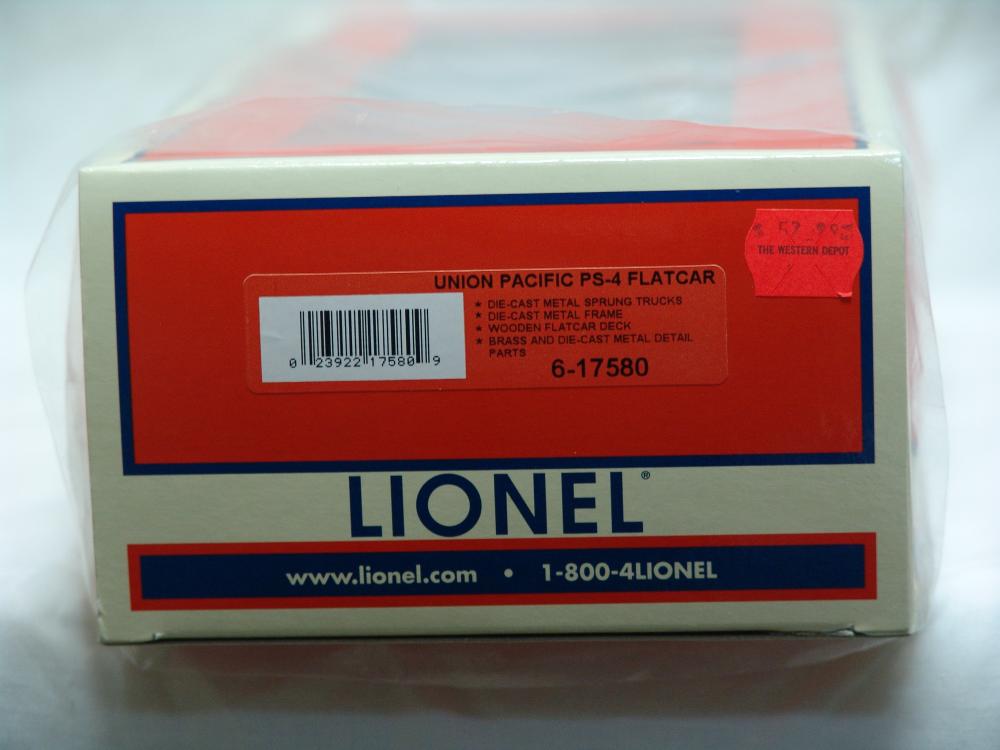 $ 57.99
THE WESTERN DEPOT
UNION PACIFIC PS-4 FLATCAR
★ DIE-CAST METAL SPRUNG TRUCKS
★ DIE-CAST METAL FRAME
★ WOODEN FLATCAR DECK
★ BRASS AND DIE-CAST METAL DETAIL
PARTS
6-17580
0 23922 17580 9
LIONEL®
www.lionel.com • 1-800-4LIONEL